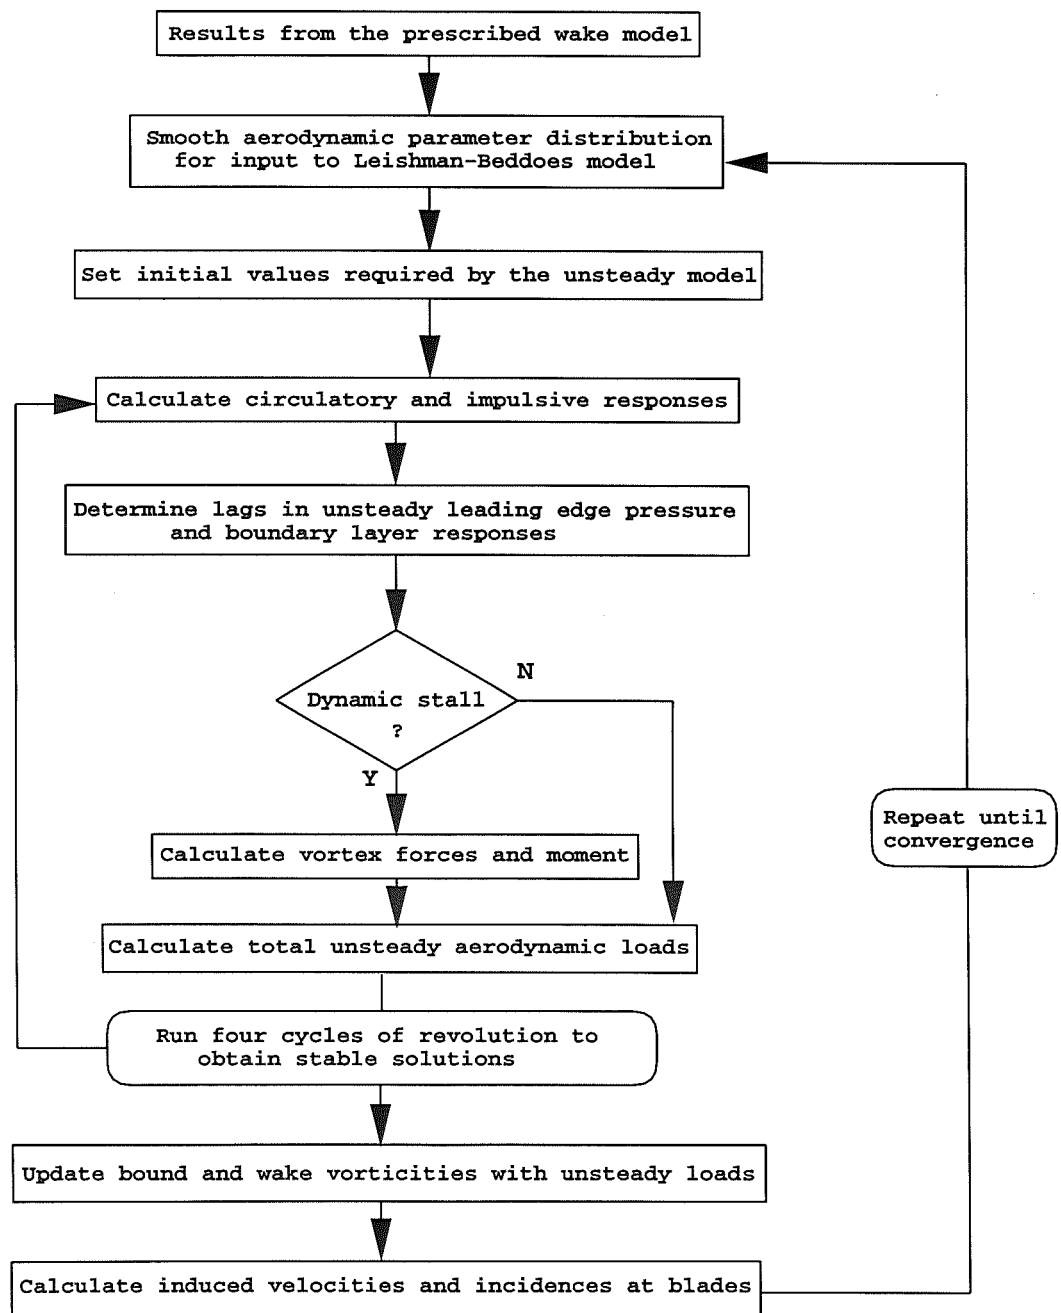 Results from the prescribed wake model
Smooth aerodynamic parameter distribution
for input to Leishman-Beddoes model
Set initial values required by the unsteady model
Calculate circulatory and impulsive responses
Determine lags in unsteady leading edge pressure
and boundary layer responses
N
Dynamic stall
?
Y
Repeat until
convergence
Calculate vortex forces and moment
Calculate total unsteady aerodynamic loads
Run four cycles of revolution to
obtain stable solutions
Update bound and wake vorticities with unsteady loads
Calculate induced velocities and incidences at blades